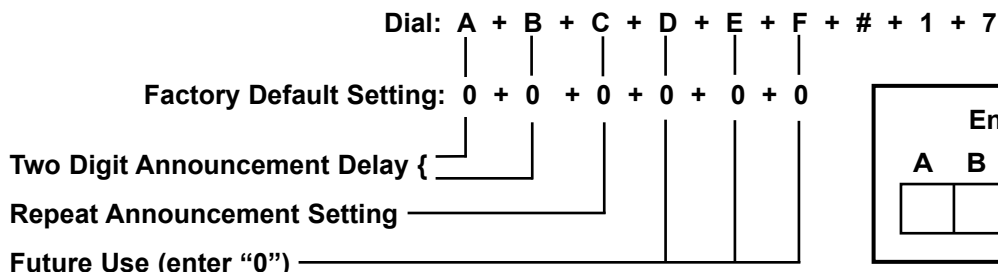 Dial: A + B + C + D + E + F + # + 1 + 7
Factory Default Setting: 0 + 0 + 0 + 0 + 0 + 0
Two Digit Announcement Delay {
Repeat Announcement Setting
Future Use (enter “0”)
A B